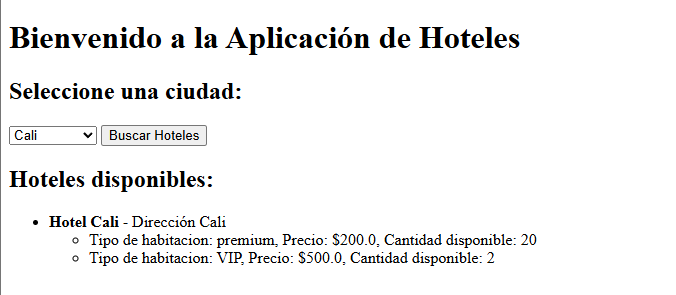 Bienvenido a la Aplicación de Hoteles
Seleccione una ciudad:
Cali Buscar Hoteles
Hoteles disponibles:
Hotel Cali - Dirección Cali
Tipo de habitacion: premium, Precio: $200.0, Cantidad disponible: 20
Tipo de habitacion: VIP, Precio: $500.0, Cantidad disponible: 2